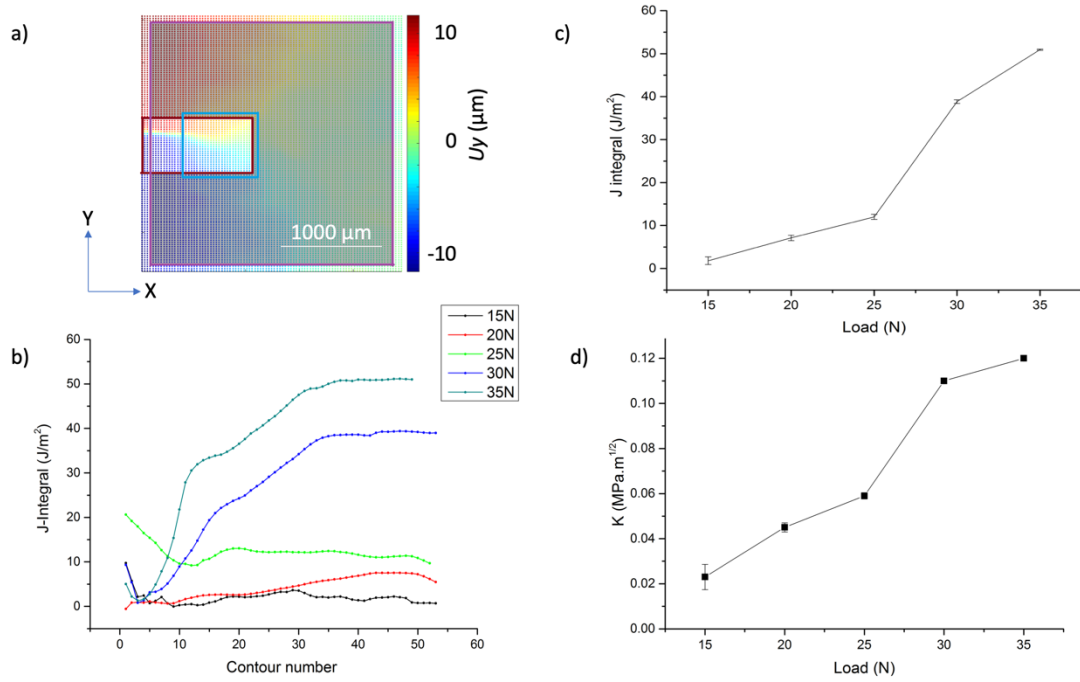 a)
10
0
-10
Uy (µm)
Y
X
1000 µm
b)
15N
20N
25N
30N
35N
60
50
40
30
20
10
0
J-Integral (J/m²)
0 10 20 30 40 50 60
Contour number
c)
60
50
40
30
20
10
0
J integral (J/m²)
15 20 25 30 35
Load (N)
d)
0.12
0.10
0.08
0.06
0.04
0.02
0.00
K (MPa.m¹/²)
15 20 25 30 35
Load (N)